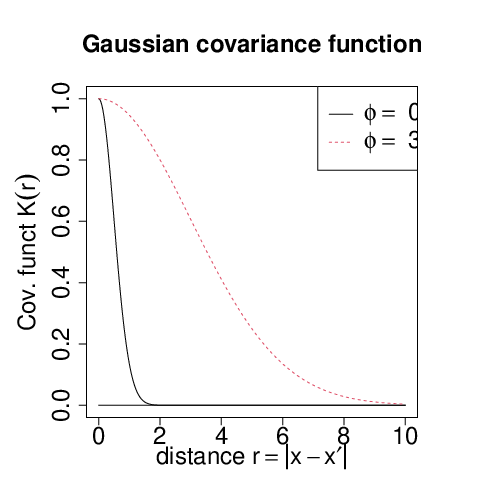 Gaussian covariance function
1.0
0.8
0.6
0.4
0.2
0.0
Cov. funct K(r)
ϕ = 0
ϕ = 3
0 2 4 6 8 10
distance r = |x − x′|